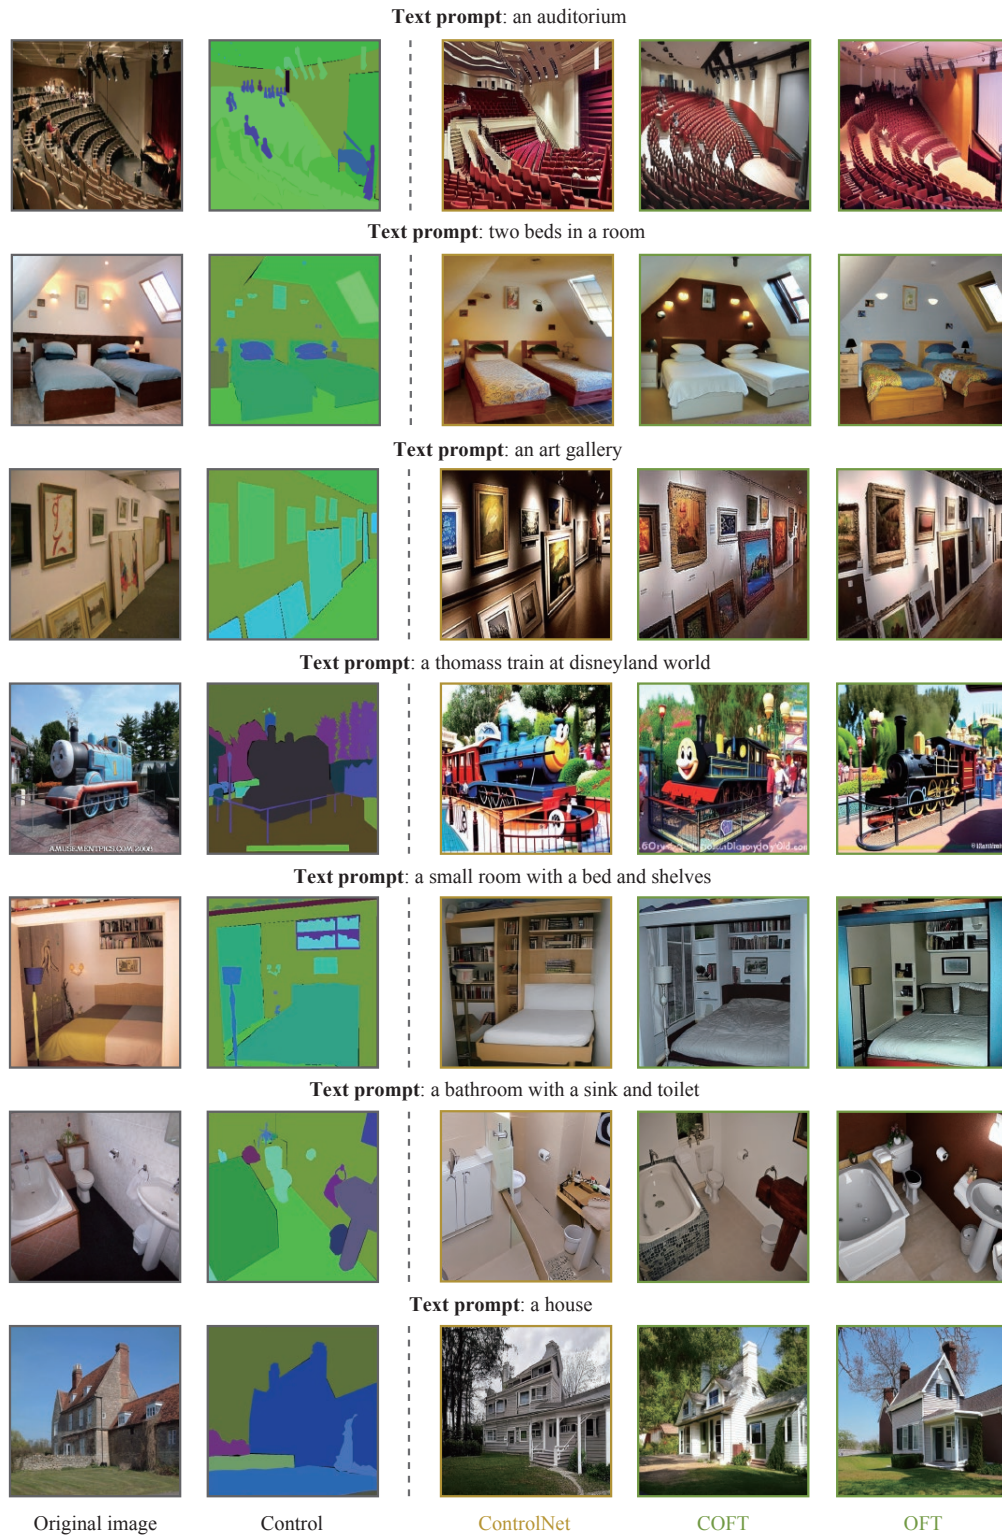 Text prompt: an auditorium
Text prompt: two beds in a room
Text prompt: an art gallery
Text prompt: a thomass train at disneyland world
AMUSEMENTPICS.COM 2008
Text prompt: a small room with a bed and shelves
Text prompt: a bathroom with a sink and toilet
Text prompt: a house
Original image
Control
ControlNet
COFT
OFT